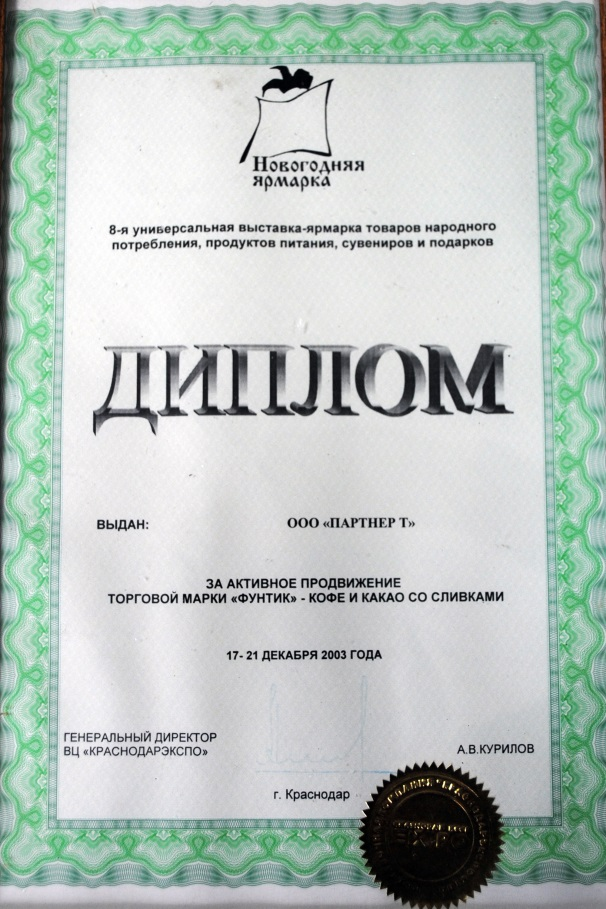 Новогодняя
ярмарка
8-я универсальная выставка-ярмарка товаров народного
потребления, продуктов питания, сувениров и подарков
ДИПЛОМ
ВЫДАН: ООО «ПАРТНЕР Т»
ЗА АКТИВНОЕ ПРОДВИЖЕНИЕ
ТОРГОВОЙ МАРКИ «ФУНТИК» - КОФЕ И КАКАО СО СЛИВКАМИ
17- 21 ДЕКАБРЯ 2003 ГОДА
ГЕНЕРАЛЬНЫЙ ДИРЕКТОР
ВЦ «КРАСНОДАРЭКСПО»
А.В.КУРИЛОВ
г. Краснодар